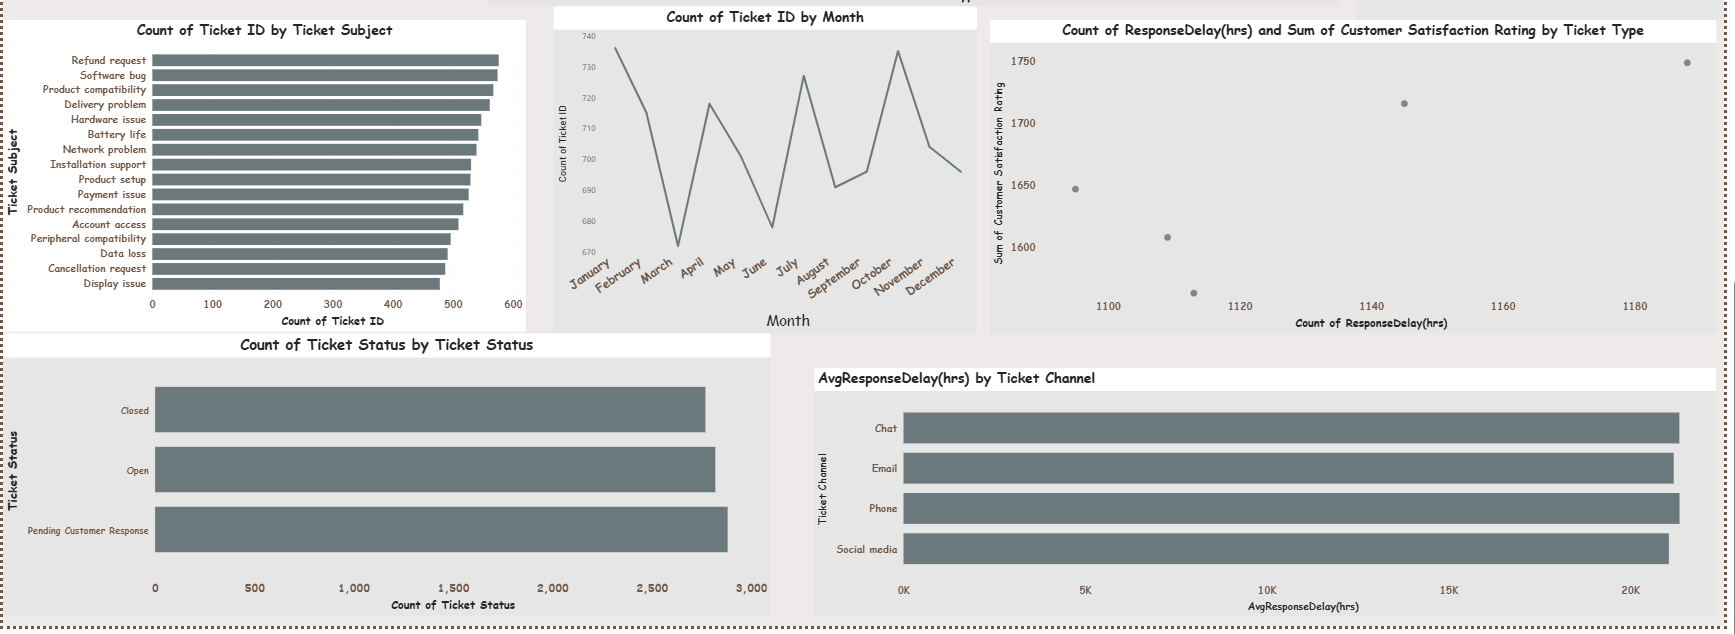 Count of Ticket ID by Ticket Subject
Ticket Subject
Refund request
Software bug
Product compatibility
Delivery problem
Hardware issue
Battery life
Network problem
Installation support
Product setup
Payment issue
Product recommendation
Account access
Peripheral compatibility
Data loss
Cancellation request
Display issue
0 100 200 300 400 500 600
Count of Ticket ID
Count of Ticket ID by Month
Count of Ticket ID
740
730
720
710
700
690
680
670
January February March April May June July August September October November December
Month
Count of ResponseDelay(hrs) and Sum of Customer Satisfaction Rating by Ticket Type
Sum of Customer Satisfaction Rating
1750
1700
1650
1600
1100 1120 1140 1160 1180
Count of ResponseDelay(hrs)
Count of Ticket Status by Ticket Status
Ticket Status
Closed
Open
Pending Customer Response
0 500 1,000 1,500 2,000 2,500 3,000
Count of Ticket Status
AvgResponseDelay(hrs) by Ticket Channel
Ticket Channel
Chat
Email
Phone
Social media
0K 5K 10K 15K 20K
AvgResponseDelay(hrs)